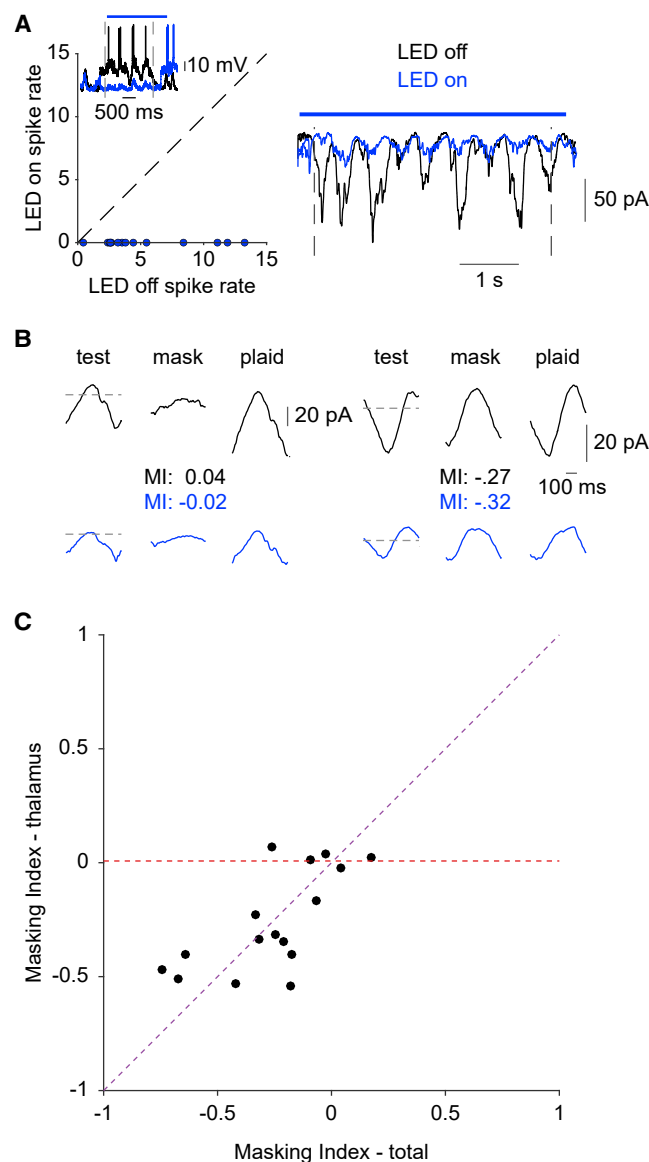 A
15
10
5
0
0
5
10
15
LED on spike rate
LED off spike rate
10 mV
500 ms
LED off
LED on
50 pA
1 s
B
test mask plaid
test mask plaid
20 pA
20 pA
MI: 0.04
MI: -0.02
MI: -.27
MI: -.32
100 ms
C
1
0.5
0
-0.5
-1
-1
-0.5
0
0.5
1
Masking Index - thalamus
Masking Index - total